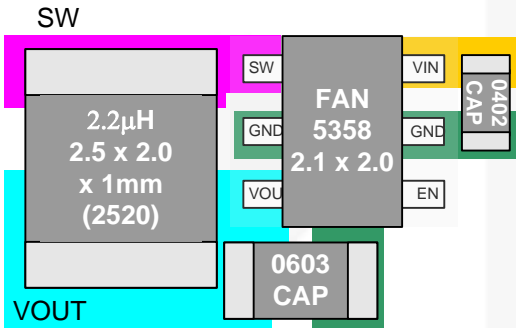 SW
2.2μH
2.5 x 2.0
x 1mm
(2520)
VOUT
SW
GND
VOU
FAN
5358
2.1 x 2.0
VIN
GND
EN
0402
CAP
0603
CAP